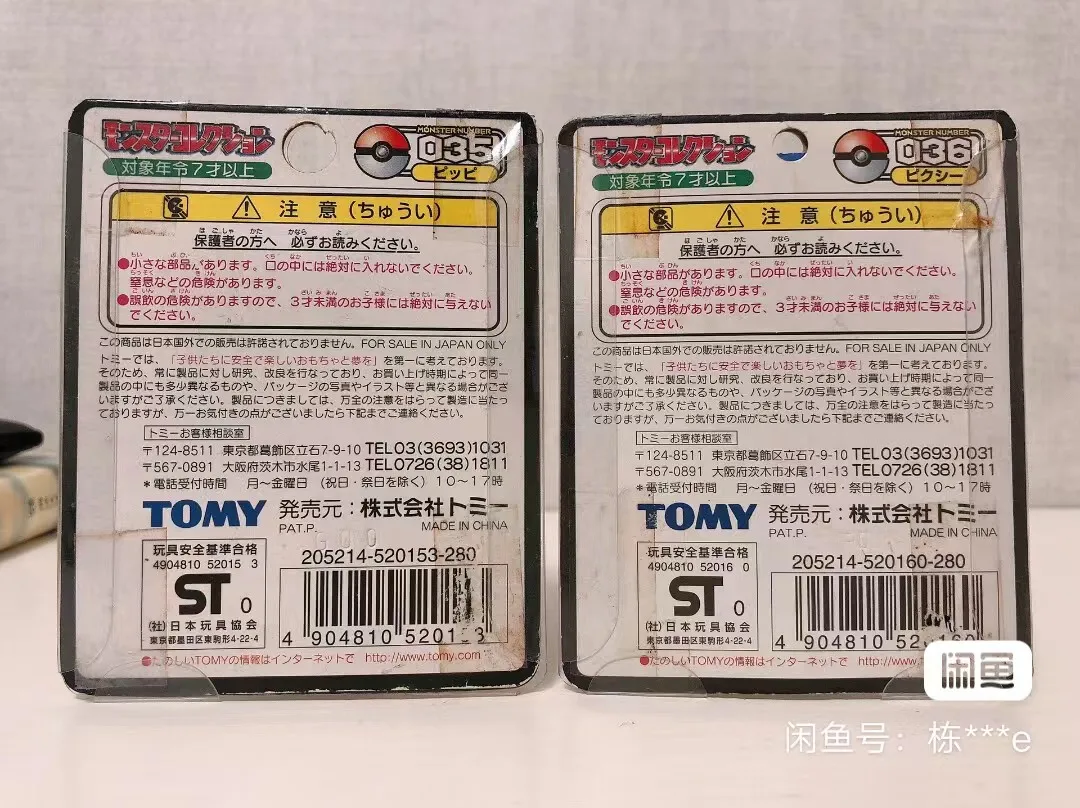 モンスターコレクション
MONSTER NUMBER
035
ピッピ
対象年令7才以上
注意(ちゅうい)
保護者の方へ 必ずお読みください。
●小さな部品があります。口の中には絶対に入れないでください。
窒息などの危険があります。
●誤飲の危険がありますので、3才未満のお子様には絶対に与えない
でください。
この商品は日本国外での販売は許諾されておりません。FOR SALE IN JAPAN ONLY
トミーでは、「子供たちに安全で楽しいおもちゃと夢を」を第一に考えております。
そのため、常に製品に対し研究、改良を行なっており、お買い上げ時期によって同一
製品の中にも多少異なるものや、パッケージの写真やイラスト等と異なる場合がござ
いますがご了承ください。製品につきましては、万全の注意をはらって製造に当たっ
ておりますが、万一お気付きの点がございましたら下記までご連絡ください。
トミーお客様相談室
〒124-8511 東京都葛飾区立石7-9-10 TEL03(3693)1031
〒567-0891 大阪府茨木市水尾1-1-13 TEL0726(38)1811
*電話受付時間 月〜金曜日 (祝日・祭日を除く) 10〜17時
TOMY 発売元:株式会社トミー
PAT.P. MADE IN CHINA
玩具安全基準合格
4904810 52015 3
ST 0
(社)日本玩具協会
東京都墨田区東駒形4-22-4
205214-520153-280
4 904810 5201 3
●たのしいTOMYの情報はインターネットで http://www.tomy.com
モンスターコレクション
MONSTER NUMBER
036
ピクシー
対象年令7才以上
注意(ちゅうい)
保護者の方へ 必ずお読みください。
●小さな部品があります。口の中には絶対に入れないでください。
窒息などの危険があります。
●誤飲の危険がありますので、3才未満のお子様には絶対に与えない
でください。
この商品は日本国外での販売は許諾されておりません。FOR SALE IN JAPAN ONLY
トミーでは、「子供たちに安全で楽しいおもちゃと夢を」を第一に考えております。
そのため、常に製品に対し研究、改良を行なっており、お買い上げ時期によって同一
製品の中にも多少異なるものや、パッケージの写真やイラスト等と異なる場合がござ
いますがご了承ください。製品につきましては、万全の注意をはらって製造に当たっ
ておりますが、万一お気付きの点がございましたら下記までご連絡ください。
トミーお客様相談室
〒124-8511 東京都葛飾区立石7-9-10 TEL03(3693)1031
〒567-0891 大阪府茨木市水尾1-1-13 TEL0726(38)1811
*電話受付時間 月〜金曜日 (祝日・祭日を除く) 10〜17時
TOMY 発売元:株式会社トミー
PAT.P. MADE IN CHINA
玩具安全基準合格
4904810 52016 0
ST 0
(社)日本玩具協会
東京都墨田区東駒形4-22-4
205214-520160-280
4 904810 52 160
●たのしいTOMYの情報はインターネットで http://www.
闲鱼
闲鱼号:栋***e